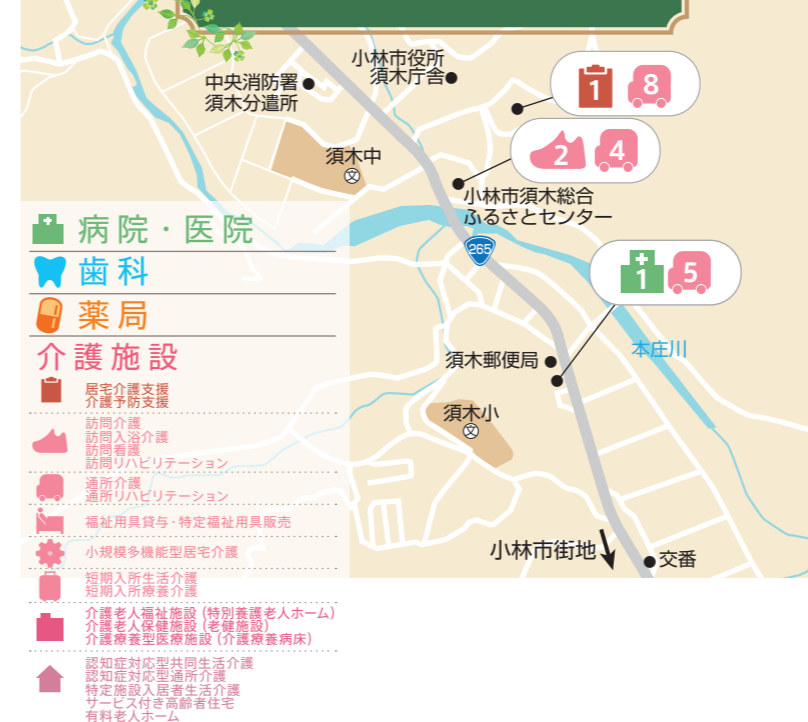 小林市役所
須木庁舎
中央消防署
須木分遣所
1 8
須木中
文
2 4
小林市須木総合
ふるさとセンター
265
1 5
須木郵便局
本庄川
須木小
文
小林市街地
交番
病院・医院
歯科
薬局
介護施設
居宅介護支援
介護予防支援
訪問介護
訪問入浴介護
訪問看護
訪問リハビリテーション
通所介護
通所リハビリテーション
福祉用具貸与・特定福祉用具販売
小規模多機能型居宅介護
短期入所生活介護
短期入所療養介護
介護老人福祉施設(特別養護老人ホーム)
介護老人保健施設(老健施設)
介護療養型医療施設(介護療養病床)
認知症対応型共同生活介護
認知症対応型通所介護
特定施設入居者生活介護
サービス付き高齢者住宅
有料老人ホーム